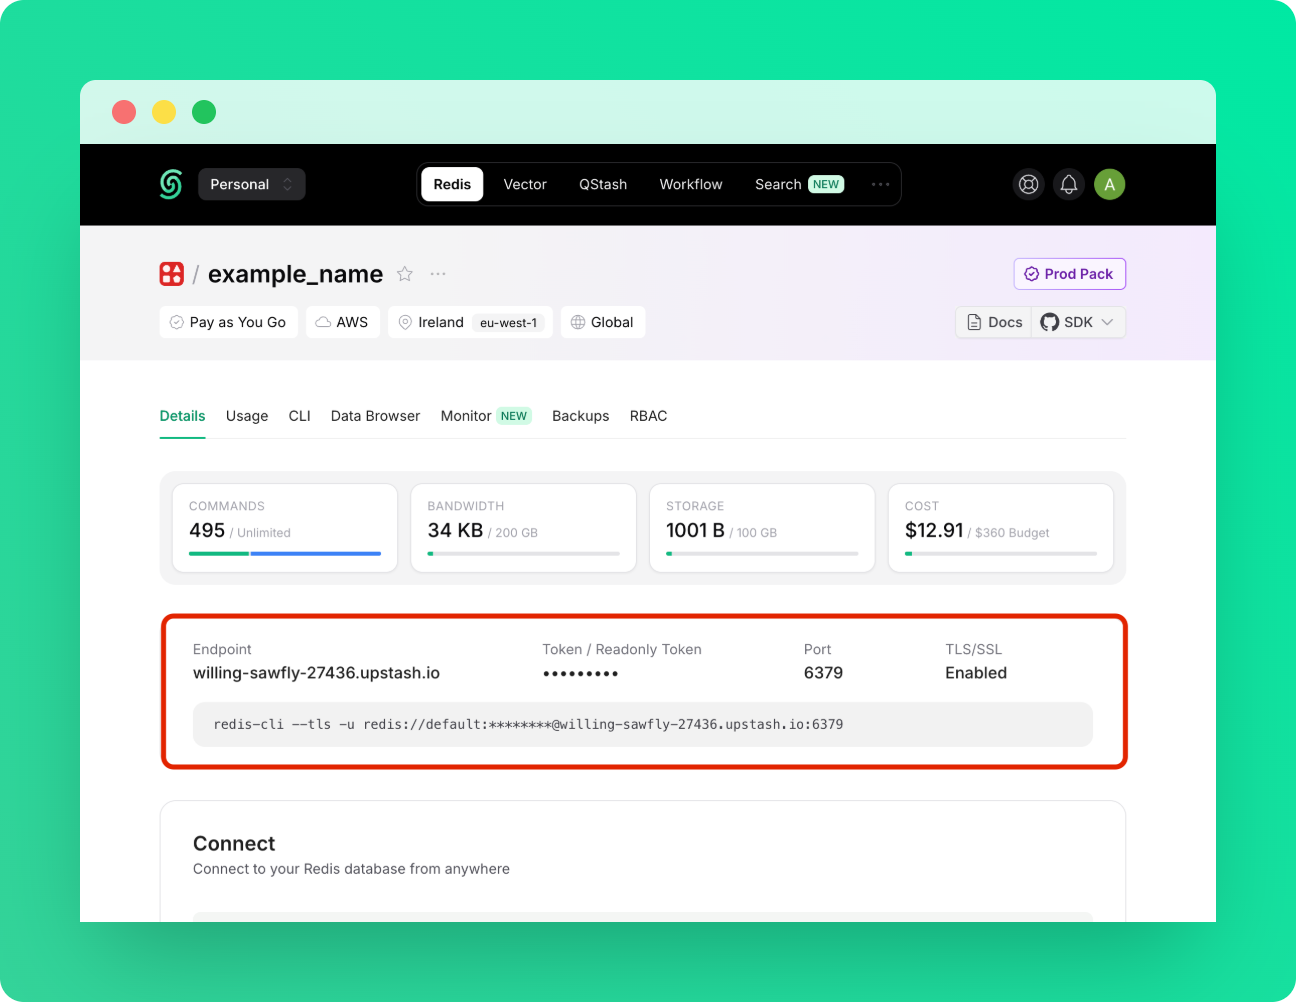 Personal
Redis Vector QStash Workflow Search NEW
A
/ example_name
Prod Pack
Pay as You Go AWS Ireland eu-west-1 Global
Docs SDK
Details Usage CLI Data Browser Monitor NEW Backups RBAC
COMMANDS BANDWIDTH STORAGE COST
495 / Unlimited 34 KB / 200 GB 1001 B / 100 GB $12.91 / $360 Budget
Endpoint Token / Readonly Token Port TLS/SSL
willing-sawfly-27436.upstash.io ••••••••• 6379 Enabled
redis-cli --tls -u redis://default:********@willing-sawfly-27436.upstash.io:6379
Connect
Connect to your Redis database from anywhere